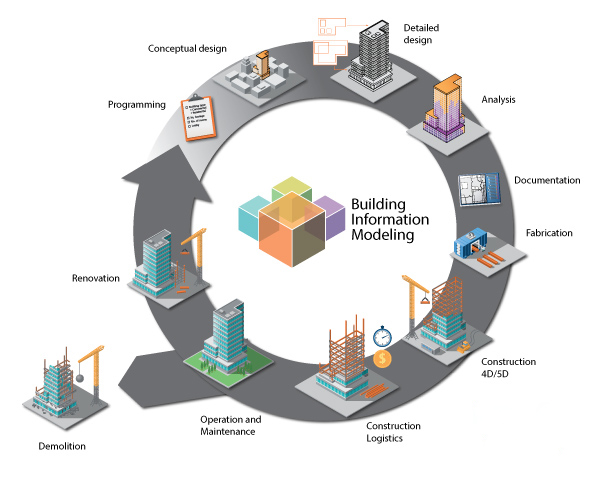 Conceptual design
Detailed
design
Programming
Analysis
Building
Information
Modeling
Documentation
Fabrication
Renovation
Construction
4D/5D
$
Operation and
Maintenance
Construction
Logistics
Demolition